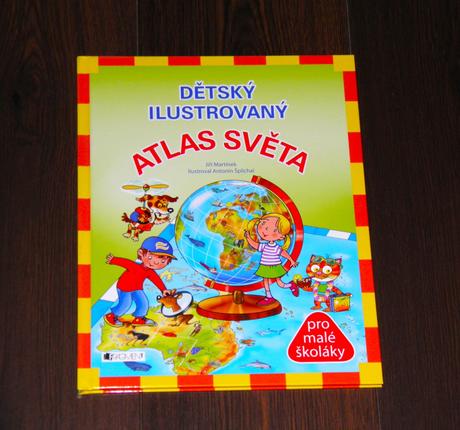 DĚTSKÝ
ILUSTROVANÝ
ATLAS SVĚTA
Jiří Martínek
Ilustroval Antonín Šplíchal
pro
malé
školáky
FRAGMENT